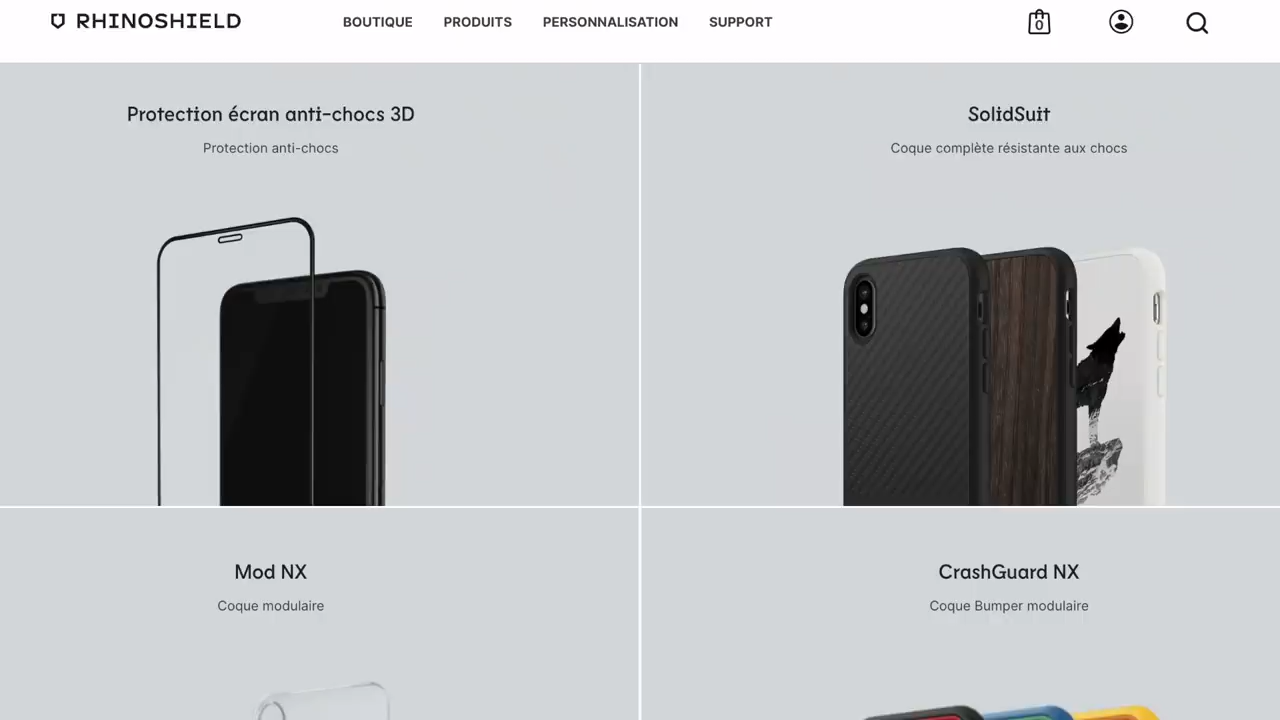 RHINOSHIELD
BOUTIQUE PRODUITS PERSONNALISATION SUPPORT
0
Protection écran anti-chocs 3D
Protection anti-chocs
SolidSuit
Coque complète résistante aux chocs
Mod NX
Coque modulaire
CrashGuard NX
Coque Bumper modulaire